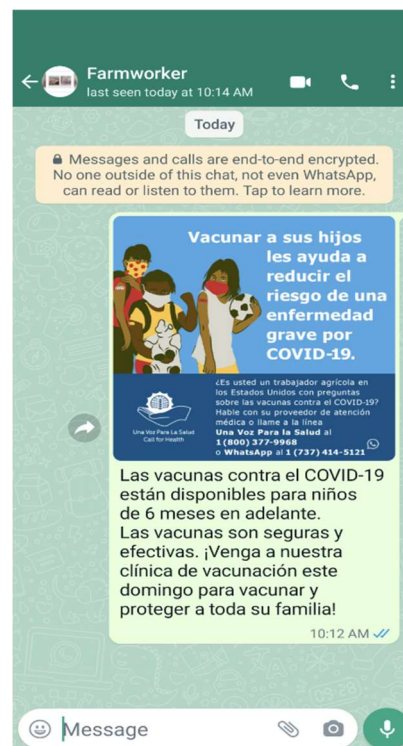 Farmworker
last seen today at 10:14 AM
Today
Messages and calls are end-to-end encrypted.
No one outside of this chat, not even WhatsApp,
can read or listen to them. Tap to learn more.
Vacunar a sus hijos
les ayuda a
reducir el
riesgo de una
enfermedad
grave por
COVID-19.
¿Es usted un trabajador agrícola en
los Estados Unidos con preguntas
sobre las vacunas contra el COVID-19?
Hable con su proveedor de atención
médica o llame a la línea
Una Voz Para la Salud al
1 (800) 377-9968
o WhatsApp al 1 (737) 414-5121
Una Voz Para La Salud
Call for Health
Las vacunas contra el COVID-19
están disponibles para niños
de 6 meses en adelante.
Las vacunas son seguras y
efectivas. ¡Venga a nuestra
clínica de vacunación este
domingo para vacunar y
proteger a toda su familia!
10:12 AM
Message